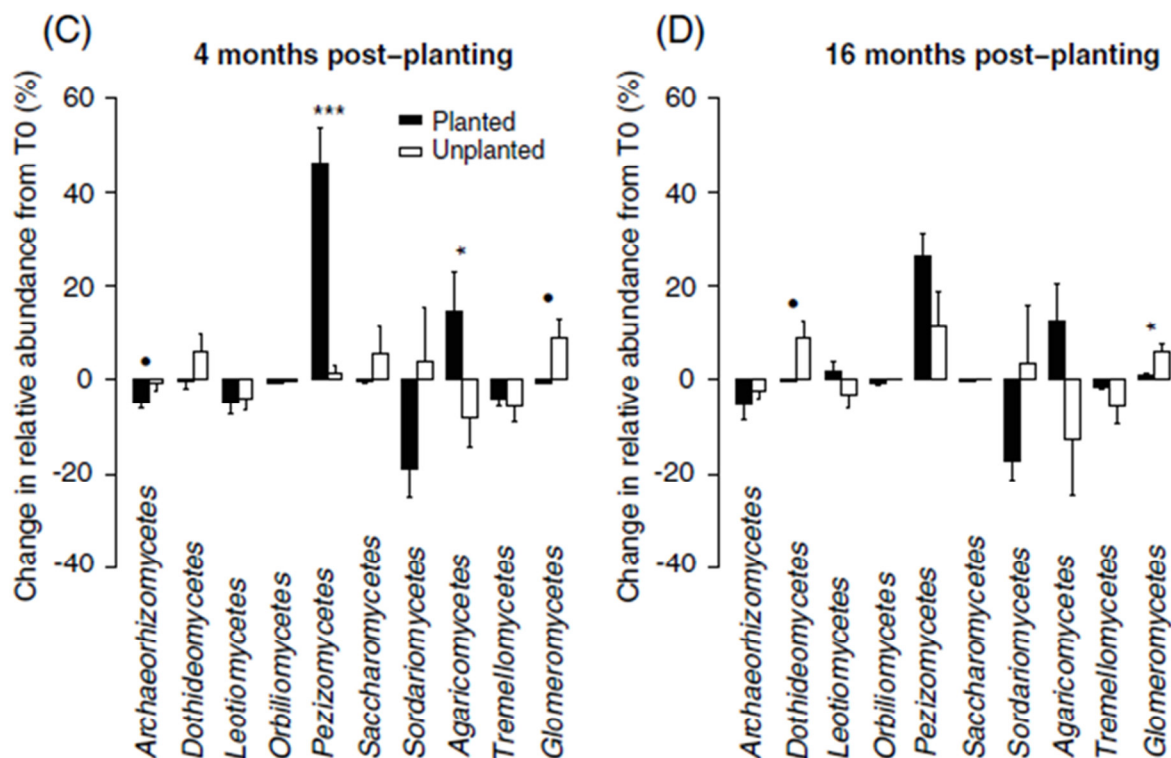 (C)
4 months post–planting
Change in relative abundance from T0 (%)
60
40
20
0
-20
-40
***
*
•
•
Planted
Unplanted
Archaeorhizomycetes
Dothideomycetes
Leotiomycetes
Orbiliomycetes
Pezizomycetes
Saccharomycetes
Sordariomycetes
Agaricomycetes
Tremellomycetes
Glomeromycetes
(D)
16 months post–planting
Change in relative abundance from T0 (%)
60
40
20
0
-20
-40
•
*
Archaeorhizomycetes
Dothideomycetes
Leotiomycetes
Orbiliomycetes
Pezizomycetes
Saccharomycetes
Sordariomycetes
Agaricomycetes
Tremellomycetes
Glomeromycetes